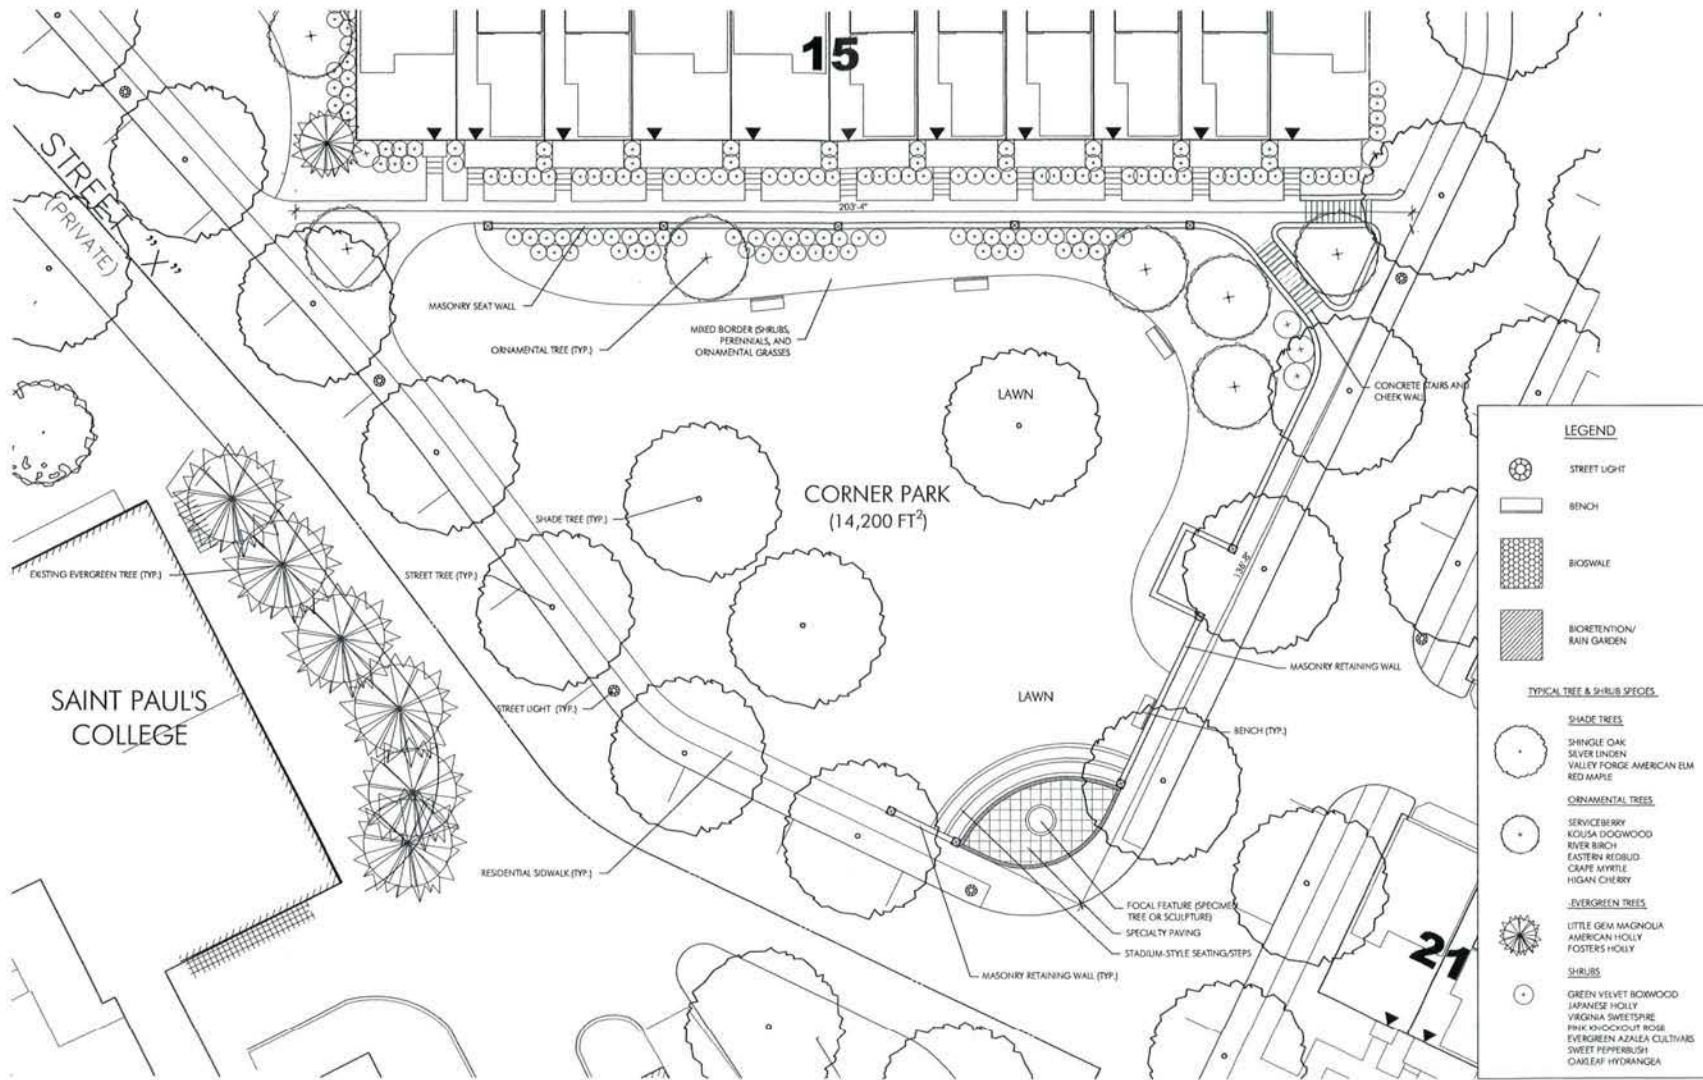 15
STREET "X"
(PRIVATE)
203'-4"
MASONRY SEAT WALL
ORNAMENTAL TREE (TYP.)
MIXED BORDER (SHRUBS,
PERENNIALS, AND
ORNAMENTAL GRASSES
LAWN
CONCRETE STAIRS AND
CHEEK WALL
CORNER PARK
(14,200 FT²)
SHADE TREE (TYP.)
STREET TREE (TYP.)
EXISTING EVERGREEN TREE (TYP.)
MASONRY RETAINING WALL
SAINT PAUL'S
COLLEGE
LAWN
STREET LIGHT (TYP.)
BENCH (TYP.)
RESIDENTIAL SIDWALK (TYP.)
FOCAL FEATURE (SPECIMEN
TREE OR SCULPTURE)
SPECIALTY PAVING
STADIUM-STYLE SEATING/STEPS
MASONRY RETAINING WALL (TYP.)
21
LEGEND
STREET LIGHT
BENCH
BIOSWALE
BIORETENTION/
RAIN GARDEN
TYPICAL TREE & SHRUB SPECIES
SHADE TREES
SHINGLE OAK
SILVER LINDEN
VALLEY FORGE AMERICAN ELM
RED MAPLE
ORNAMENTAL TREES
SERVICEBERRY
KOUSA DOGWOOD
RIVER BIRCH
EASTERN REDBUD
CRAPE MYRTLE
HIGAN CHERRY
EVERGREEN TREES
LITTLE GEM MAGNOLIA
AMERICAN HOLLY
FOSTERS HOLLY
SHRUBS
GREEN VELVET BOXWOOD
JAPANESE HOLLY
VIRGINIA SWEETSPIRE
PINK KNOCKOUT ROSE
EVERGREEN AZALEA CULTIVARS
SWEET PEPPERBUSH
OAKLEAF HYDRANGEA